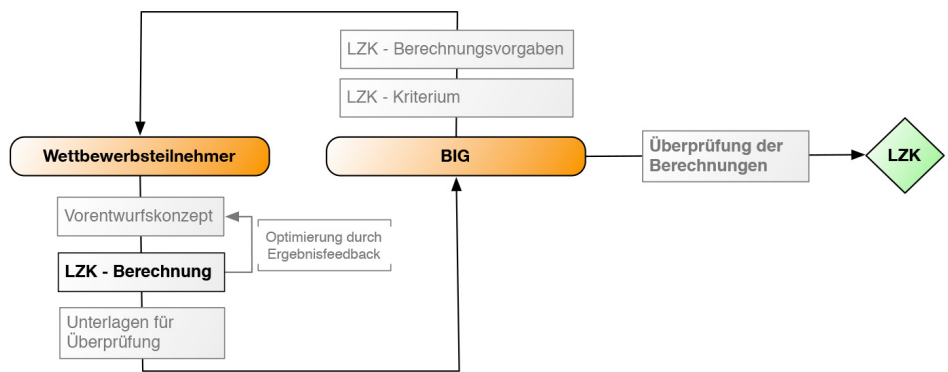 LZK - Berechnungsvorgaben
LZK - Kriterium
Wettbewerbsteilnehmer
BIG
Überprüfung der
Berechnungen
LZK
Vorentwurfskonzept
Optimierung durch
Ergebnisfeedback
LZK - Berechnung
Unterlagen für
Überprüfung